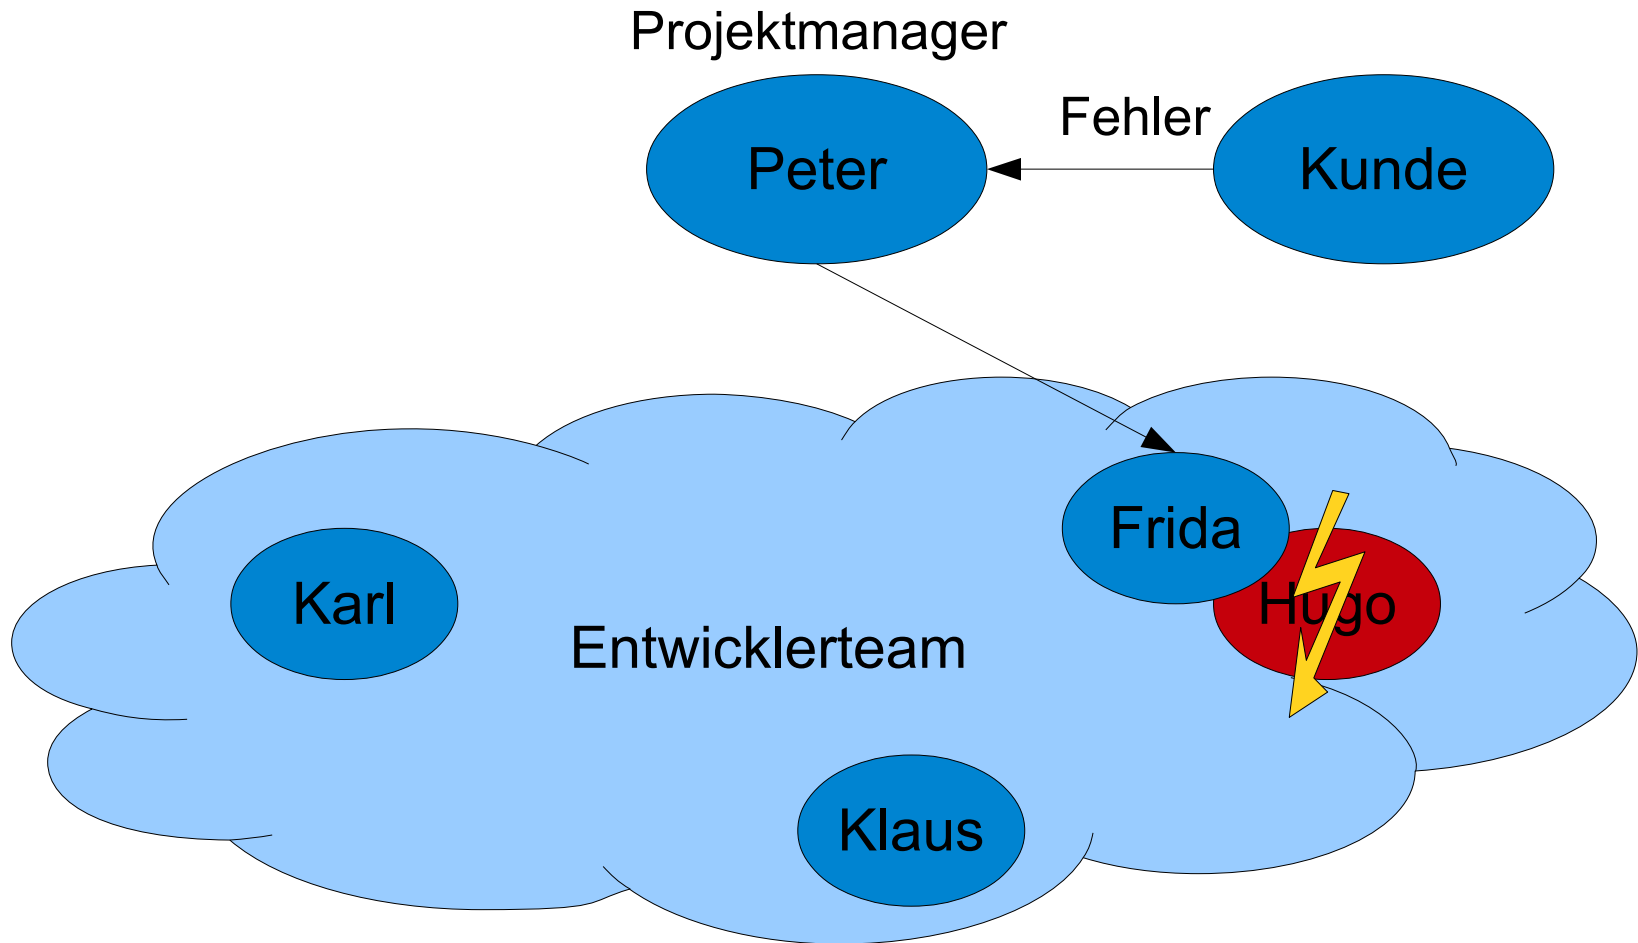 Projektmanager
Fehler
Peter
Kunde
Frida
Hugo
Karl
Entwicklerteam
Klaus